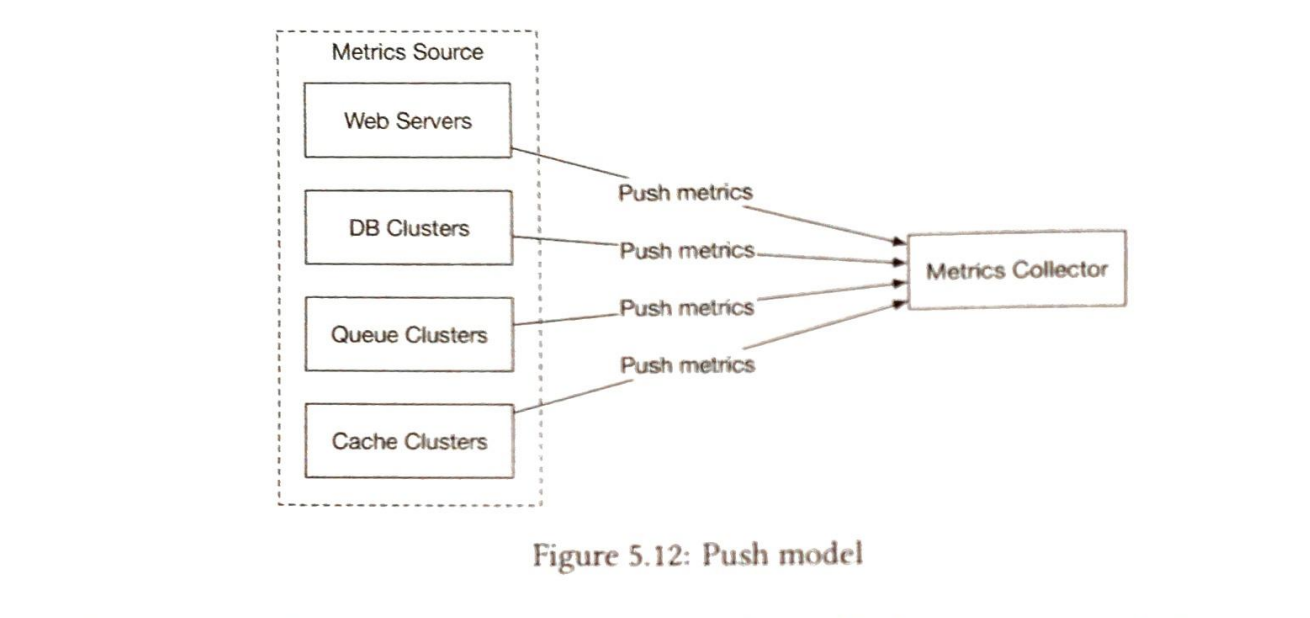 Metrics Source
Web Servers
DB Clusters
Queue Clusters
Cache Clusters
Push metrics
Push metrics
Push metrics
Push metrics
Metrics Collector
Figure 5.12: Push model